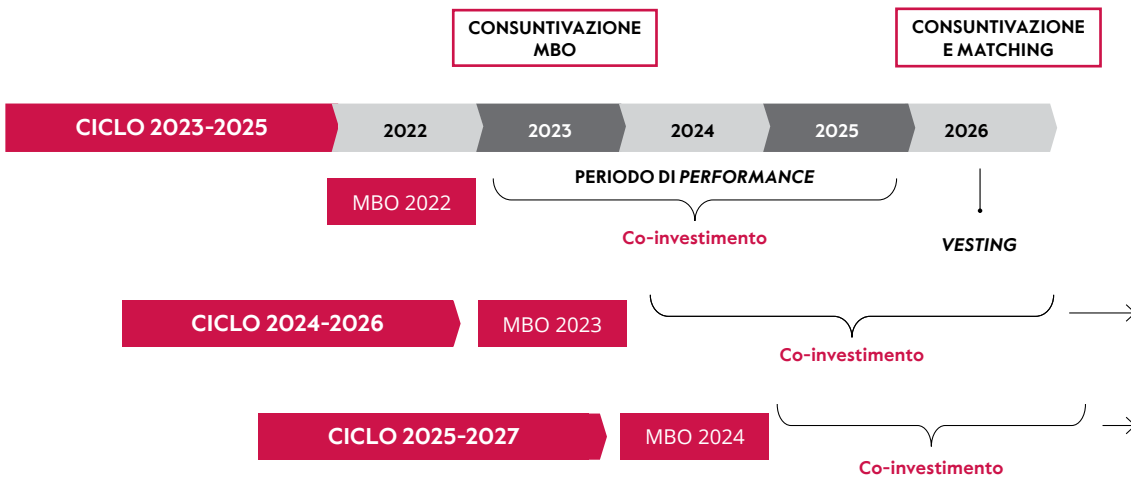 CONSUNTIVAZIONE
MBO
CONSUNTIVAZIONE
E MATCHING
CICLO 2023-2025
2022
2023
2024
2025
2026
MBO 2022
PERIODO DI PERFORMANCE
Co-investimento
VESTING
CICLO 2024-2026
MBO 2023
Co-investimento
CICLO 2025-2027
MBO 2024
Co-investimento